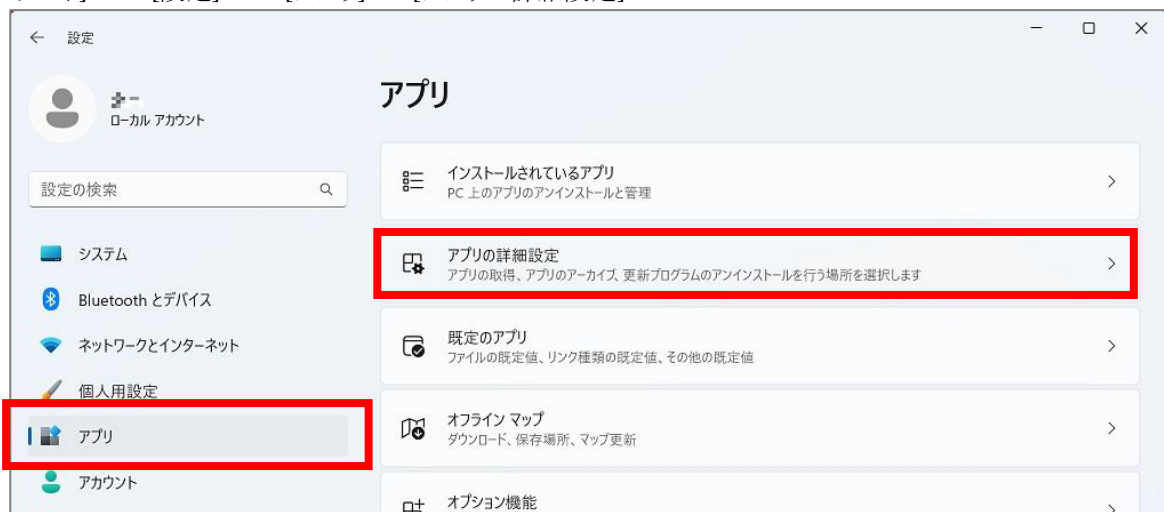 設定
ローカル アカウント
設定の検索
システム
Bluetooth とデバイス
ネットワークとインターネット
個人用設定
アプリ
アカウント
アプリ
インストールされているアプリ
PC 上のアプリのアンインストールと管理
アプリの詳細設定
アプリの取得、アプリのアーカイブ、更新プログラムのアンインストールを行う場所を選択します
既定のアプリ
ファイルの既定値、リンク種類の既定値、その他の既定値
オフライン マップ
ダウンロード、保存場所、マップ更新
オプション機能